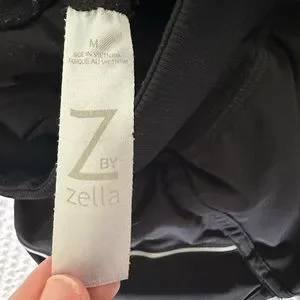 M
MADE IN VIETNAM
FABRIQUÉ AU VIETNAM
Z
BY
zella